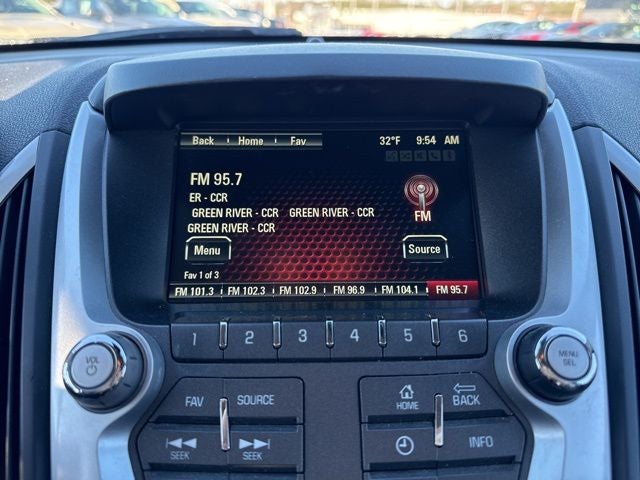 Back Home Fav 32°F 9:54 AM
FM 95.7
ER - CCR
GREEN RIVER - CCR GREEN RIVER - CCR
GREEN RIVER - CCR
FM
Menu Source
Fav 1 of 3
FM 101.3 FM 102.3 FM 102.9 FM 96.9 FM 104.1 FM 95.7
1 2 3 4 5 6
VOL
MENU
SEL
FAV SOURCE
HOME BACK
SEEK SEEK
INFO